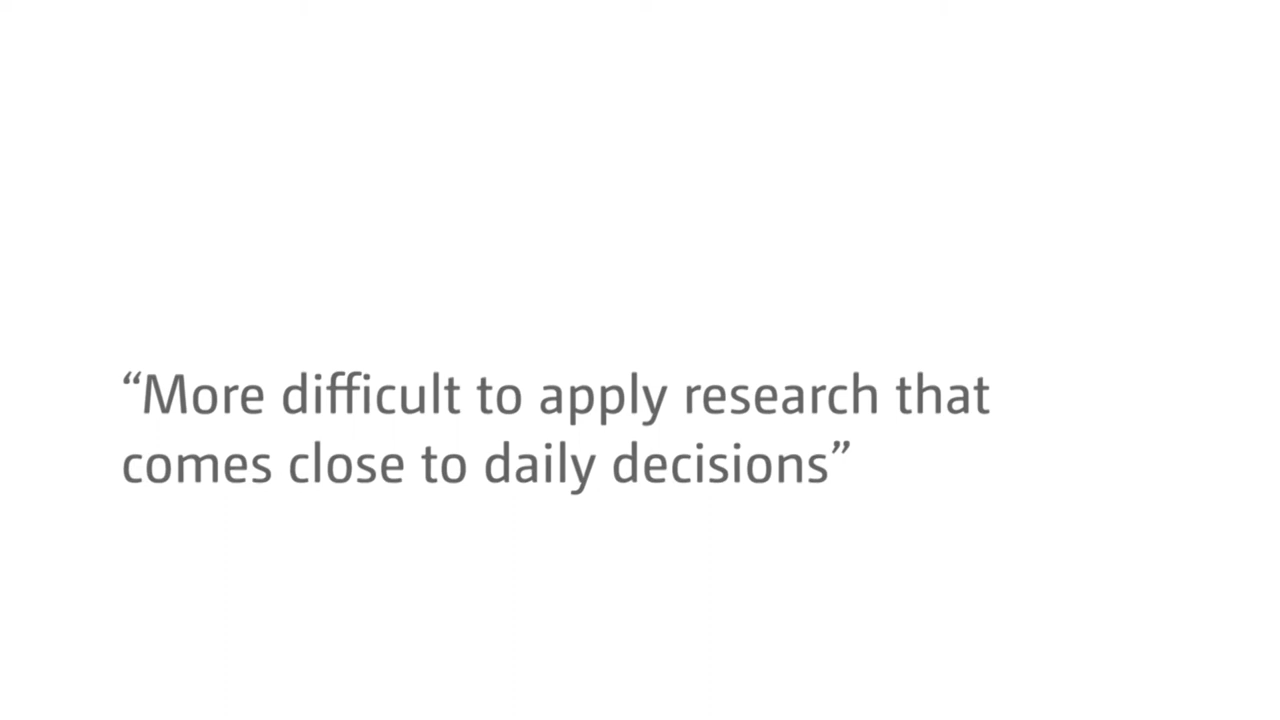 “More difficult to apply research that
comes close to daily decisions”